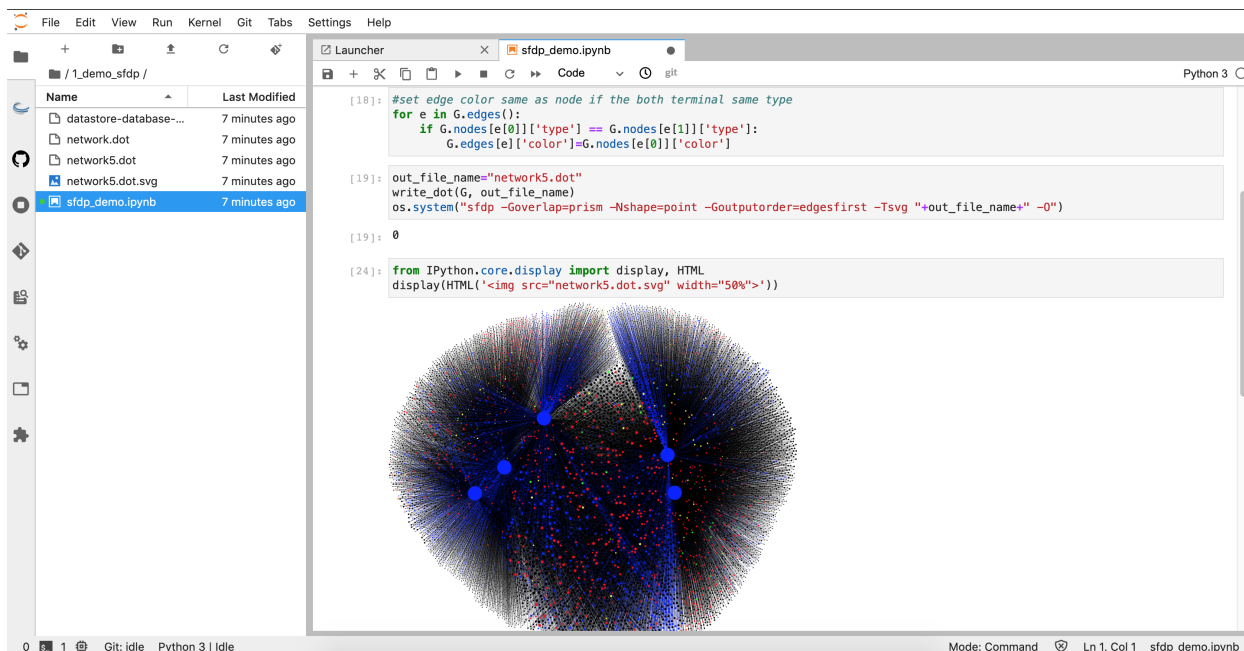 File Edit View Run Kernel Git Tabs Settings Help
Launcher
sfdp_demo.ipynb
/ 1_demo_sfdp /
Code
git
Python 3
Name Last Modified
datastore-database-... 7 minutes ago
network.dot 7 minutes ago
network5.dot 7 minutes ago
network5.dot.svg 7 minutes ago
sfdp_demo.ipynb 7 minutes ago
[18]: #set edge color same as node if the both terminal same type
for e in G.edges():
    if G.nodes[e[0]]['type'] == G.nodes[e[1]]['type']:
        G.edges[e]['color']=G.nodes[e[0]]['color']
[19]: out_file_name="network5.dot"
write_dot(G, out_file_name)
os.system("sfdp -Goverlap=prism -Nshape=point -Goutputorder=edgesfirst -Tsvg "+out_file_name+" -O")
[19]: 0
[24]: from IPython.core.display import display, HTML
display(HTML('<img src="network5.dot.svg" width="50%">'))
0 $_ 1 Git: idle Python 3 | Idle Mode: Command Ln 1, Col 1 sfdp_demo.ipynb